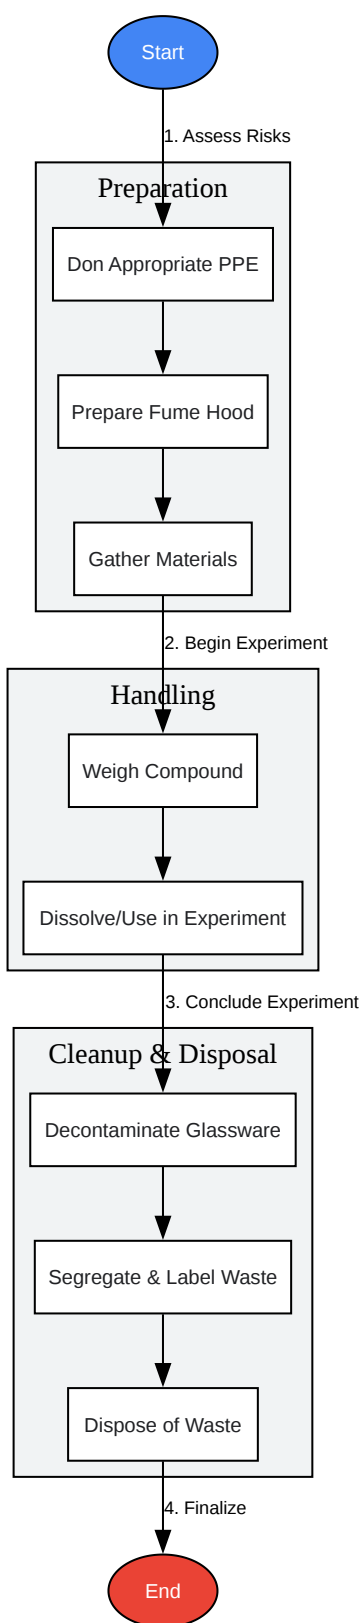 Start
1. Assess Risks
Preparation
Don Appropriate PPE
Prepare Fume Hood
Gather Materials
2. Begin Experiment
Handling
Weigh Compound
Dissolve/Use in Experiment
3. Conclude Experiment
Cleanup & Disposal
Decontaminate Glassware
Segregate & Label Waste
Dispose of Waste
4. Finalize
End